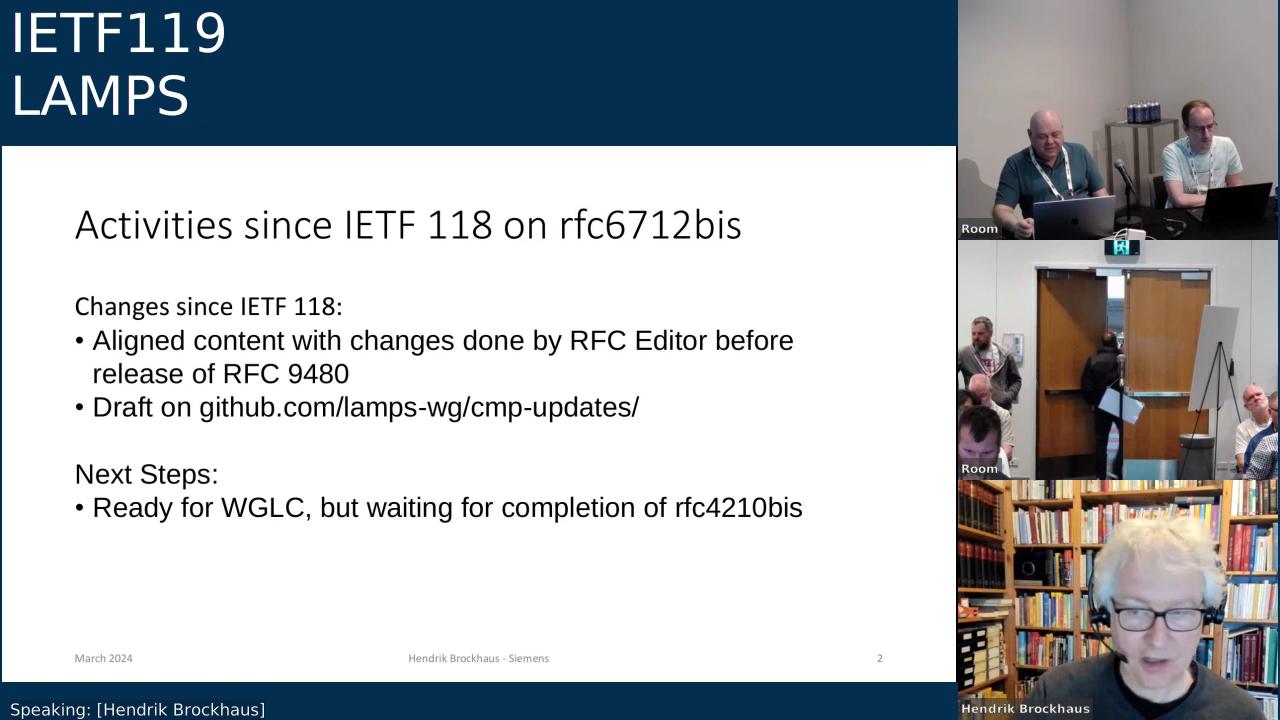 IETF119
LAMPS
Activities since IETF 118 on rfc6712bis
Changes since IETF 118:
• Aligned content with changes done by RFC Editor before
release of RFC 9480
• Draft on github.com/lamps-wg/cmp-updates/
Next Steps:
• Ready for WGLC, but waiting for completion of rfc4210bis
March 2024
Hendrik Brockhaus - Siemens
2
Speaking: [Hendrik Brockhaus]
Room
Room
Hendrik Brockhaus